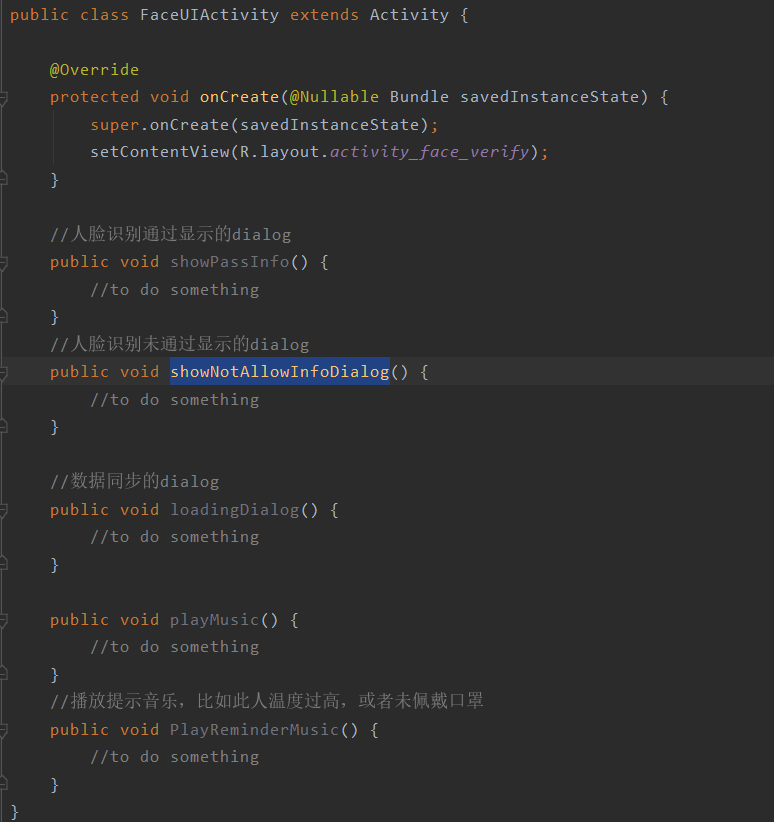 public class FaceUIActivity extends Activity {
@Override
protected void onCreate(@Nullable Bundle savedInstanceState) {
super.onCreate(savedInstanceState);
setContentView(R.layout.activity_face_verify);
}
//人脸识别通过显示的dialog
public void showPassInfo() {
//to do something
}
//人脸识别未通过显示的dialog
public void showNotAllowInfoDialog() {
//to do something
}
//数据同步的dialog
public void loadingDialog() {
//to do something
}
public void playMusic() {
//to do something
}
//播放提示音乐，比如此人温度过高，或者未佩戴口罩
public void PlayReminderMusic() {
//to do something
}
}